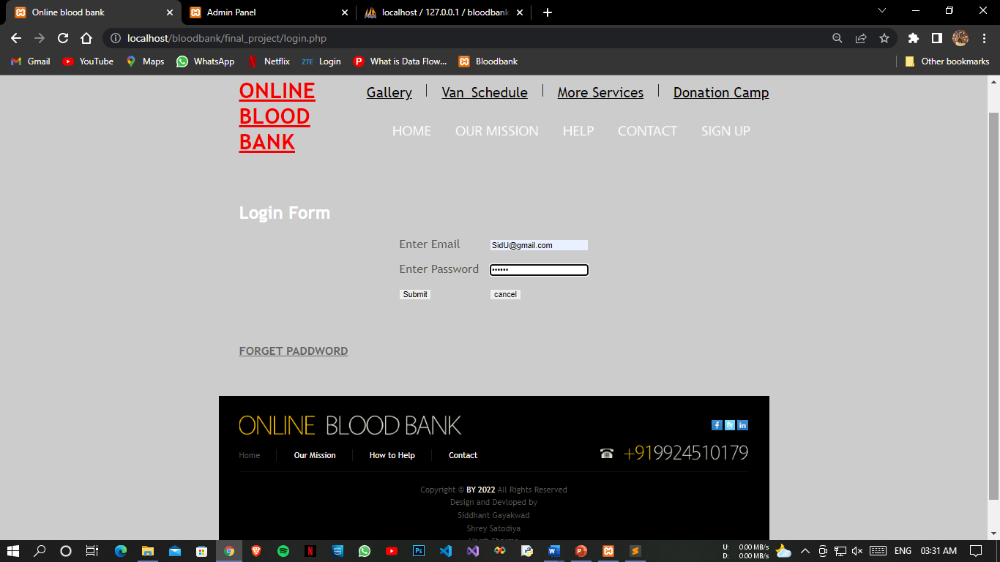 Online blood bank
Admin Panel
localhost / 127.0.0.1 / bloodbank
localhost/bloodbank/final_project/login.php
Gmail
YouTube
Maps
WhatsApp
Netflix
ZTE Login
What is Data Flow...
Bloodbank
Other bookmarks
ONLINE
BLOOD
BANK
Gallery
Van Schedule
More Services
Donation Camp
HOME
OUR MISSION
HELP
CONTACT
SIGN UP
Login Form
Enter Email
SidU@gmail.com
Enter Password
••••••
Submit
cancel
FORGET PADDWORD
ONLINE BLOOD BANK
+919924510179
Home
Our Mission
How to Help
Contact
Copyright © BY 2022 All Rights Reserved
Design and Devloped by
Siddhant Gayakwad
Shrey Satodiya
U: 0.00 MB/s
D: 0.00 MB/s
ENG
03:31 AM